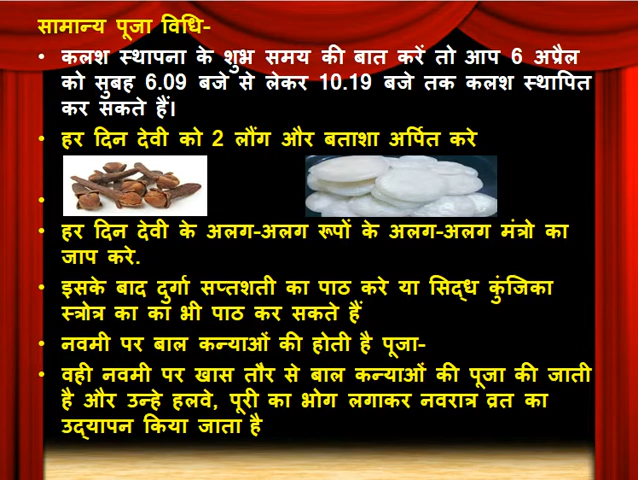 सामान्य पूजा विधि-
• कलश स्थापना के शुभ समय की बात करें तो आप 6 अप्रैल
को सुबह 6.09 बजे से लेकर 10.19 बजे तक कलश स्थापित
कर सकते हैं।
• हर दिन देवी को 2 लौंग और बताशा अर्पित करे
•
• हर दिन देवी के अलग-अलग रूपों के अलग-अलग मंत्रो का
जाप करे.
• इसके बाद दुर्गा सप्तशती का पाठ करे या सिद्ध कुंजिका
स्त्रोत्र का का भी पाठ कर सकते हैं
• नवमी पर बाल कन्याओं की होती है पूजा-
• वही नवमी पर खास तौर से बाल कन्याओं की पूजा की जाती
है और उन्हे हलवे, पूरी का भोग लगाकर नवरात्र व्रत का
उद्यापन किया जाता है